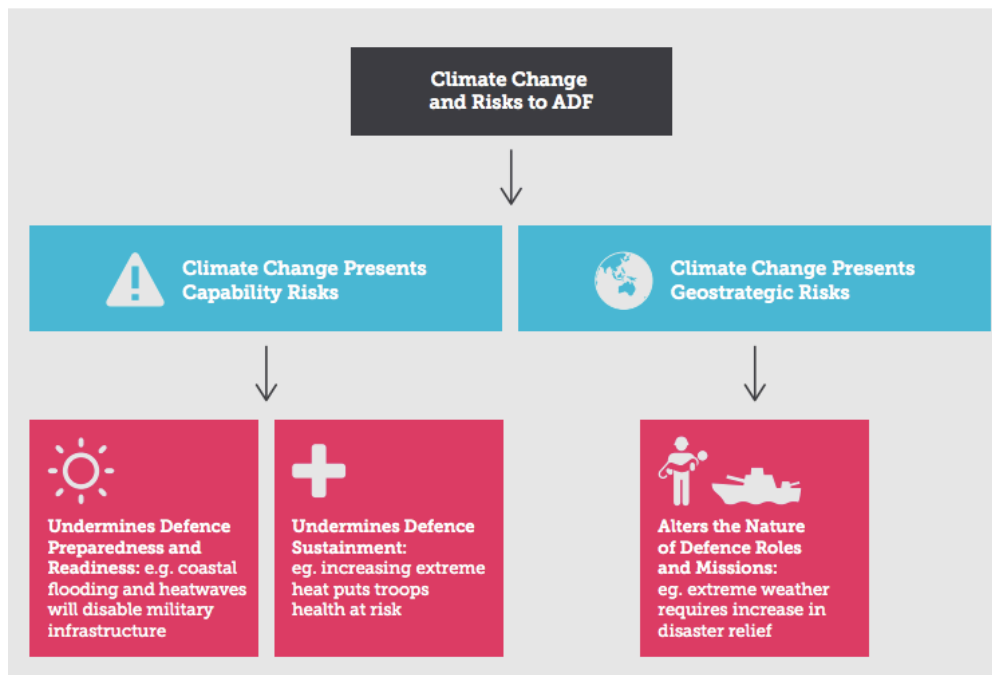 Climate Change
and Risks to ADF
Climate Change Presents
Capability Risks
Climate Change Presents
Geostrategic Risks
Undermines Defence
Preparedness and
Readiness: e.g. coastal
flooding and heatwaves
will disable military
infrastructure
Undermines Defence
Sustainment:
eg. increasing extreme
heat puts troops
health at risk
Alters the Nature
of Defence Roles
and Missions:
eg. extreme weather
requires increase in
disaster relief